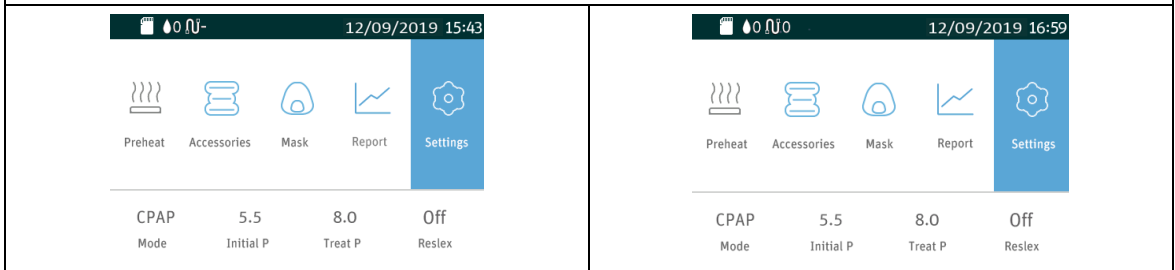 0 -
12/09/2019 15:43
Preheat Accessories Mask Report Settings
CPAP 5.5 8.0 Off
Mode Initial P Treat P Reslex
0 0
12/09/2019 16:59
Preheat Accessories Mask Report Settings
CPAP 5.5 8.0 Off
Mode Initial P Treat P Reslex